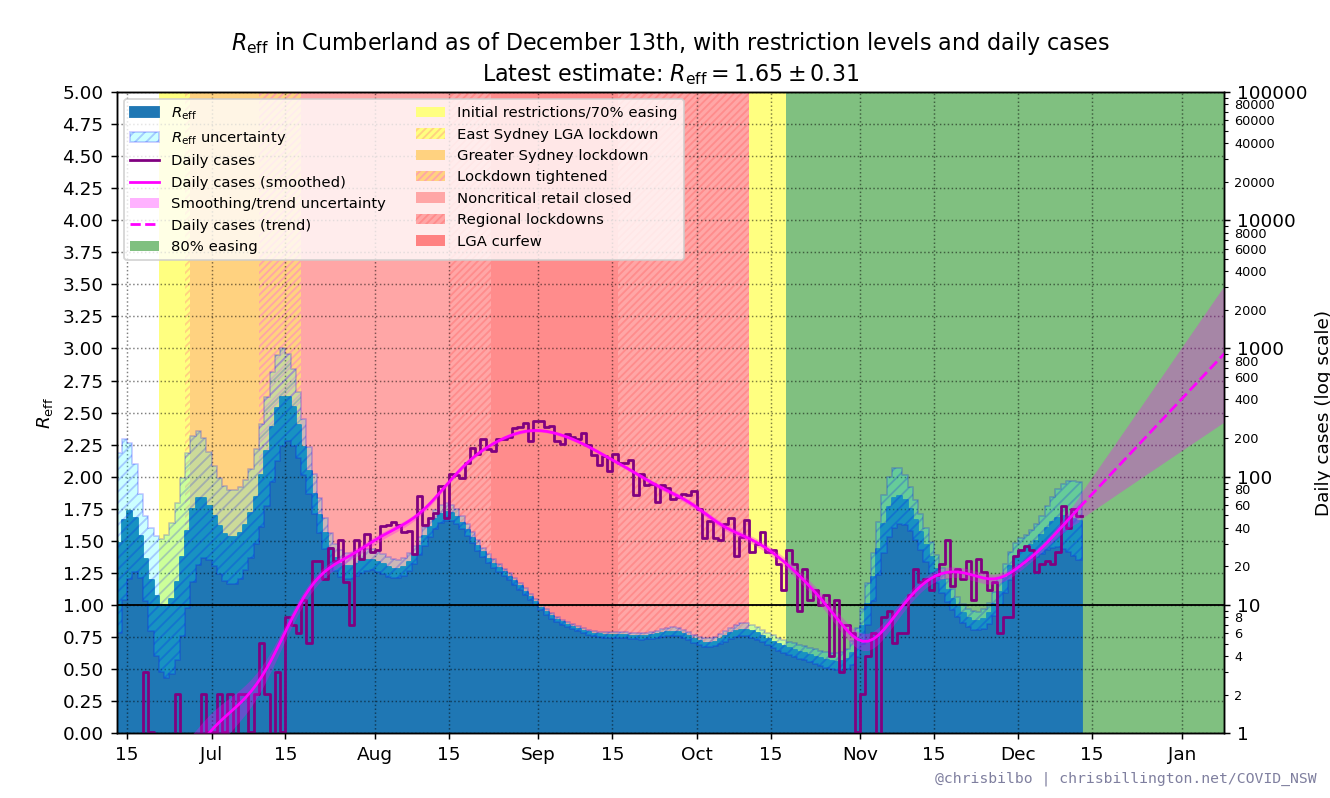 Reff in Cumberland as of December 13th, with restriction levels and daily cases
Latest estimate: Reff = 1.65 ± 0.31
Reff
Reff uncertainty
Daily cases
Daily cases (smoothed)
Smoothing/trend uncertainty
Daily cases (trend)
80% easing
Initial restrictions/70% easing
East Sydney LGA lockdown
Greater Sydney lockdown
Lockdown tightened
Noncritical retail closed
Regional lockdowns
LGA curfew
Reff
5.00
4.75
4.50
4.25
4.00
3.75
3.50
3.25
3.00
2.75
2.50
2.25
2.00
1.75
1.50
1.25
1.00
0.75
0.50
0.25
0.00
100000
80000
60000
40000
20000
10000
8000
6000
4000
2000
1000
800
600
400
200
100
80
60
40
20
10
8
6
4
2
1
Daily cases (log scale)
15 Jul 15 Aug 15 Sep 15 Oct 15 Nov 15 Dec 15 Jan
@chrisbilbo | chrisbillington.net/COVID_NSW